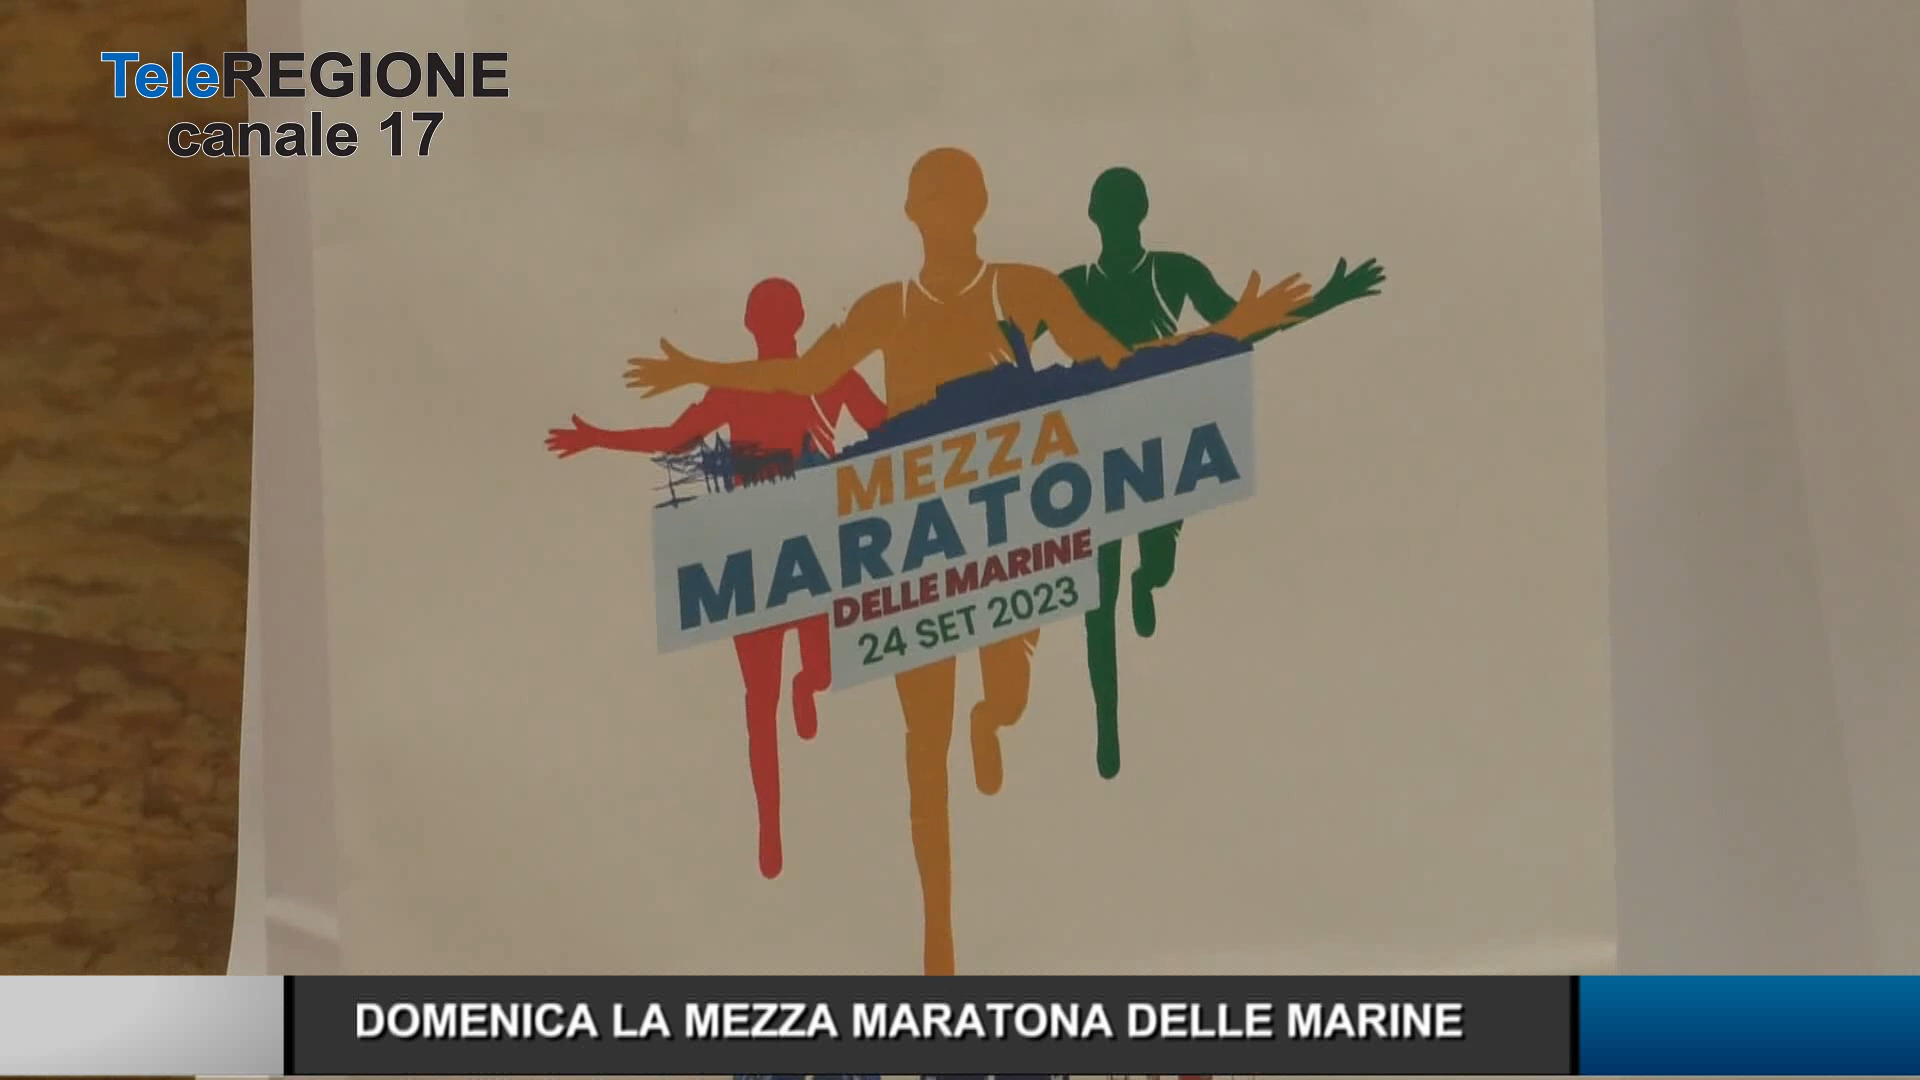 TeleREGIONE
canale 17
MEZZA
MARATONA
DELLE MARINE
24 SET 2023
DOMENICA LA MEZZA MARATONA DELLE MARINE